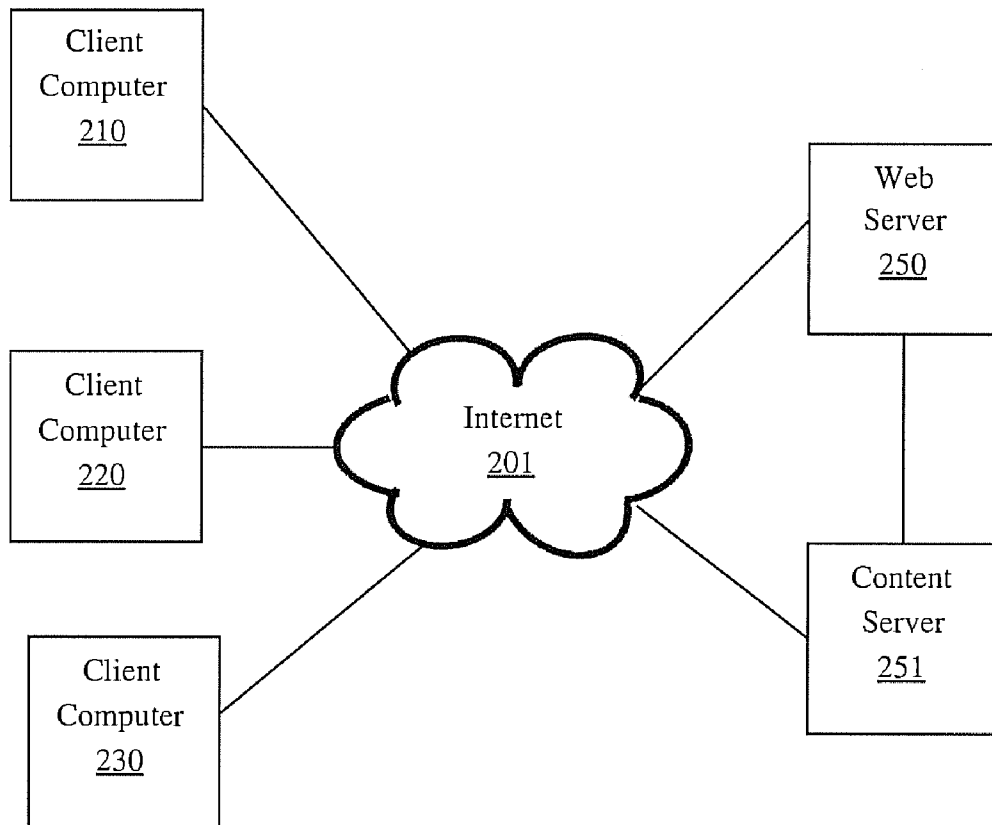 Client
Computer
210
Client
Computer
220
Client
Computer
230
Internet
201
Web
Server
250
Content
Server
251